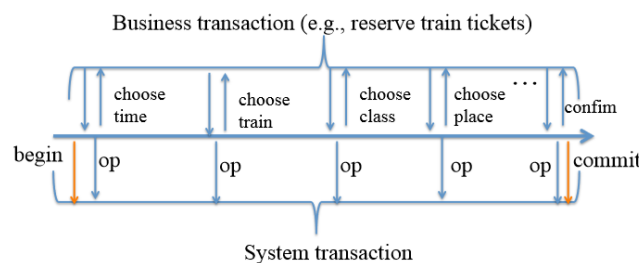 Business transaction (e.g., reserve train tickets)
choose
time
choose
train
choose
class
choose
place
...
confim
begin
op
op
op
op
op
commit
System transaction